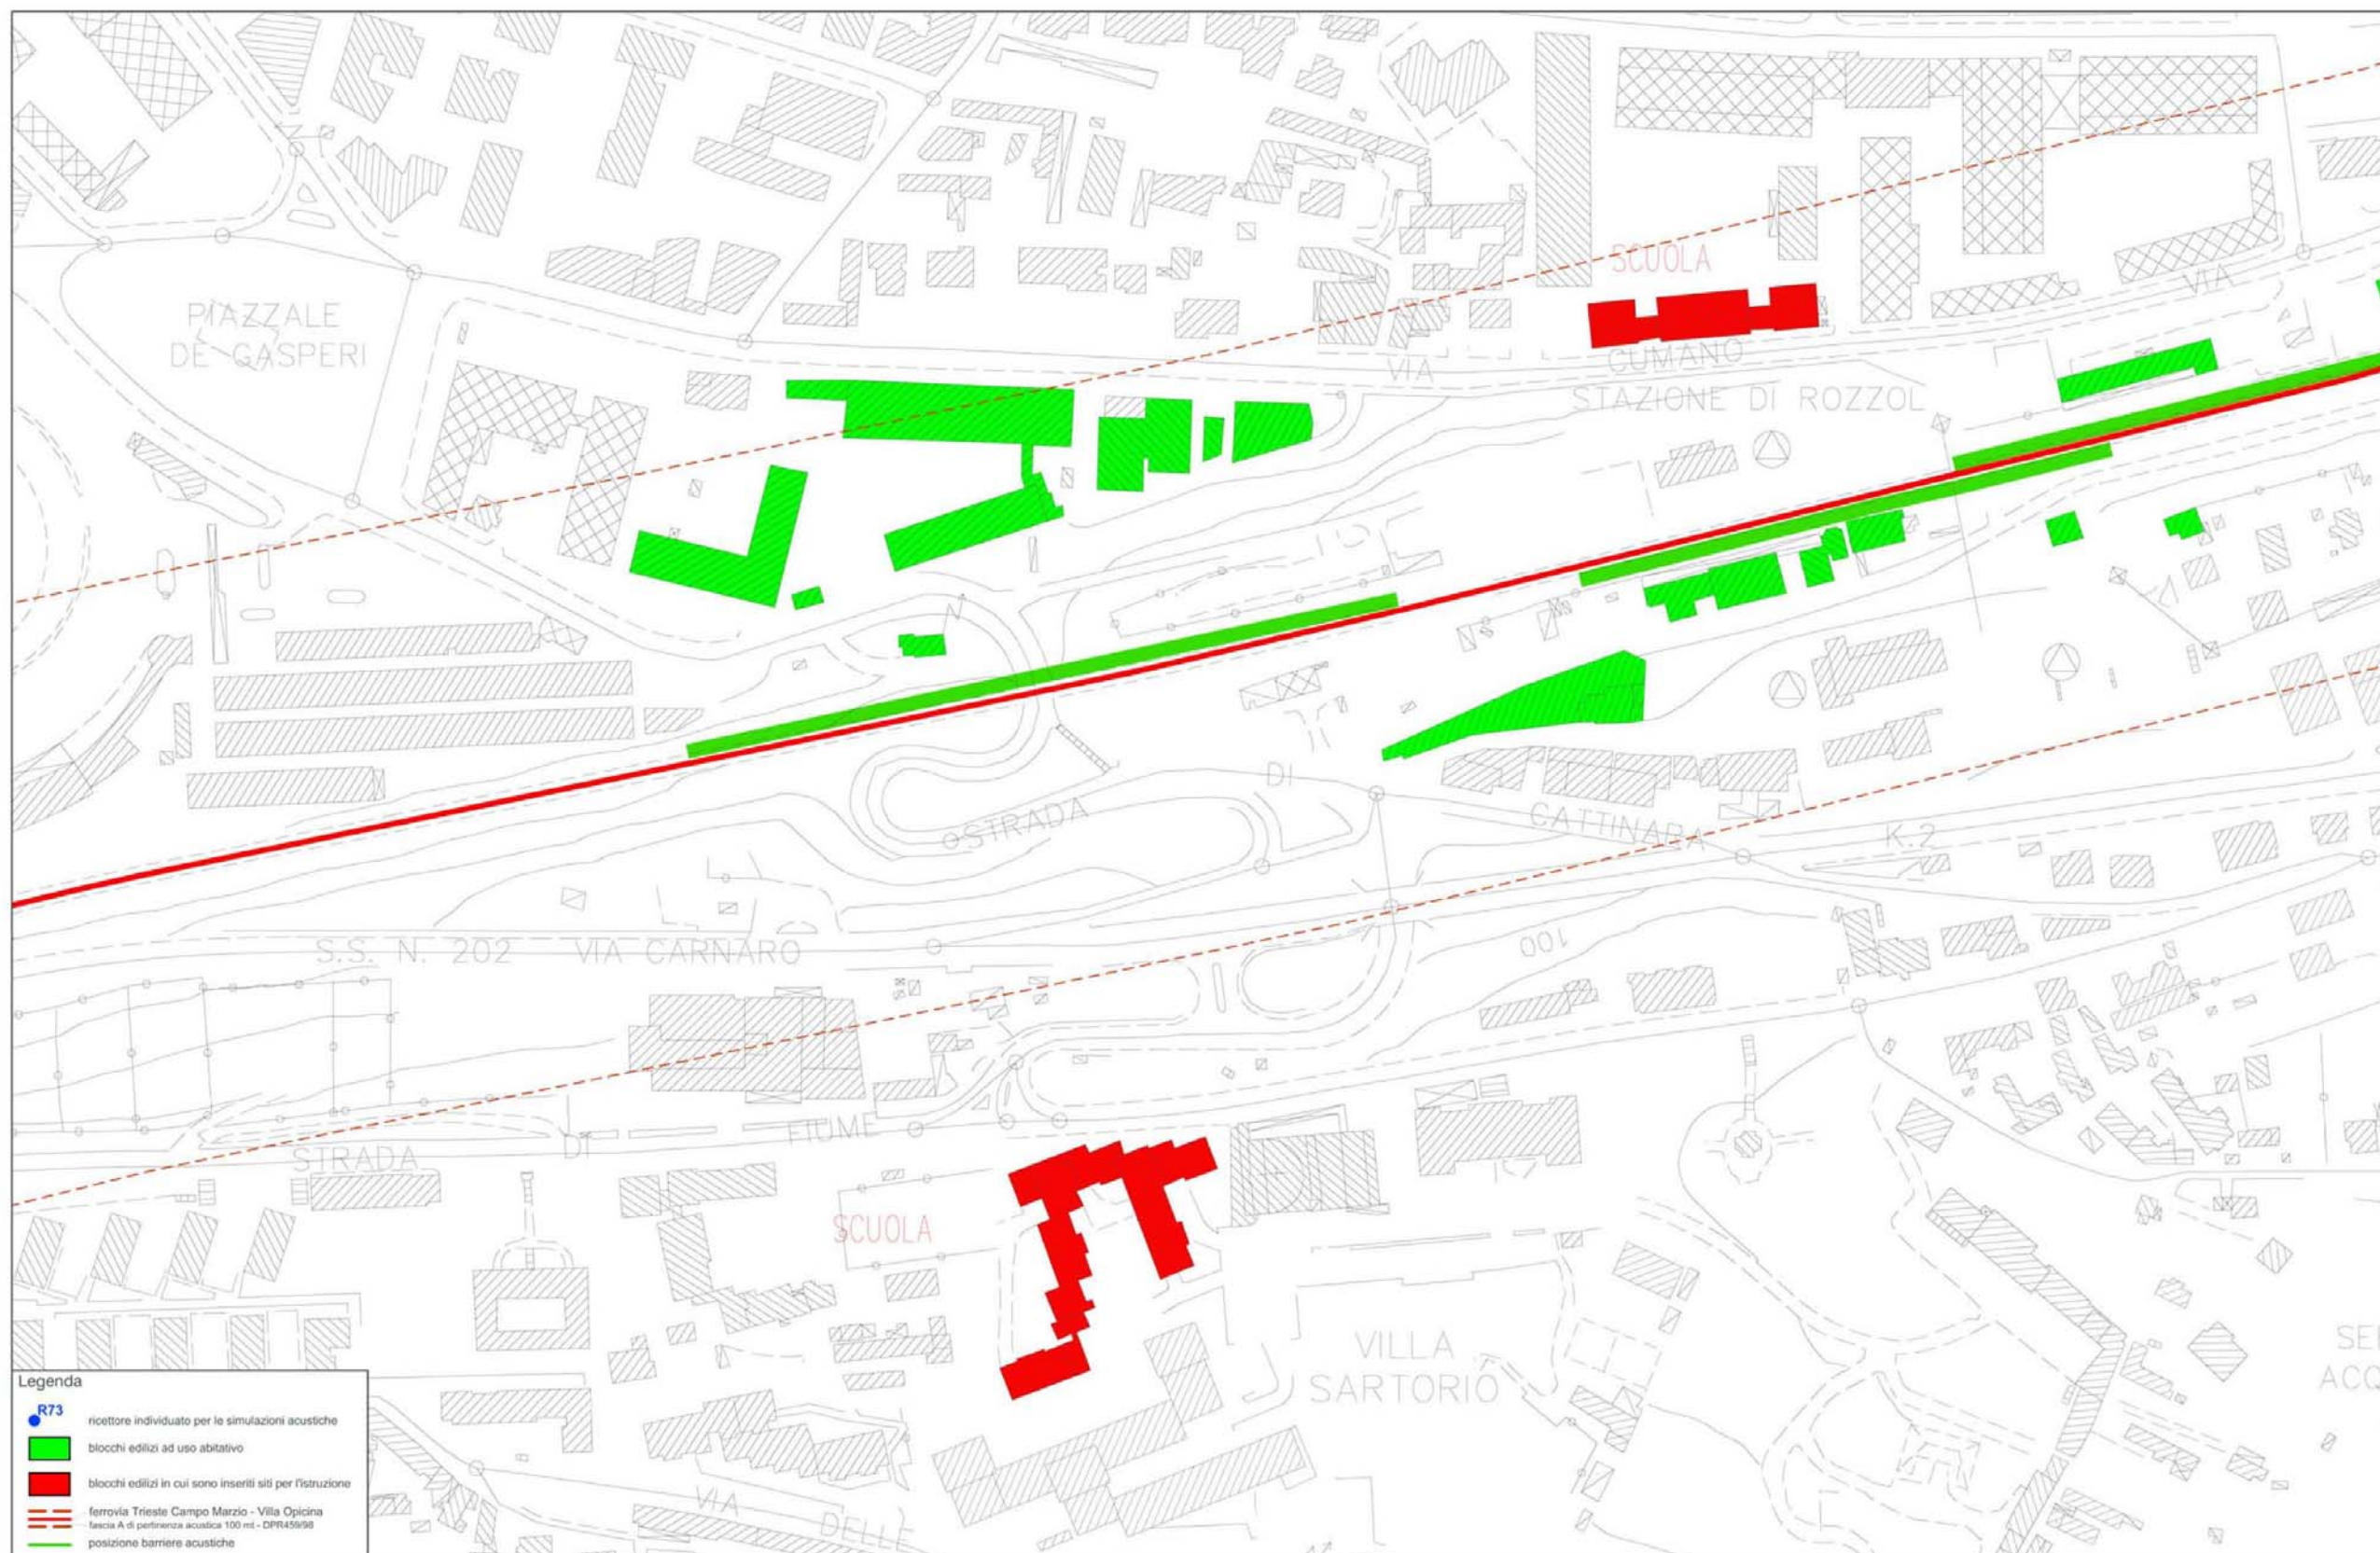 SCUOLA
PIAZZALE
DE GASPERI
VIA
VIA
CUMANO
STAZIONE DI ROZZOL
STRADA
DI
CATTINARA
K.2
S.S. N. 202 VIA CARNARO
100
STRADA
DI
FIUME
SCUOLA
VILLA
SARTORIO
VIA
DELLE
Legenda
R73
ricettore individuato per le simulazioni acustiche
blocchi edilizi ad uso abitativo
blocchi edilizi in cui sono inseriti siti per l'istruzione
ferrovia Trieste Campo Marzio - Villa Opicina
fascia A di pertinenza acustica 100 mt - DPR459/98
posizione barriere acustiche